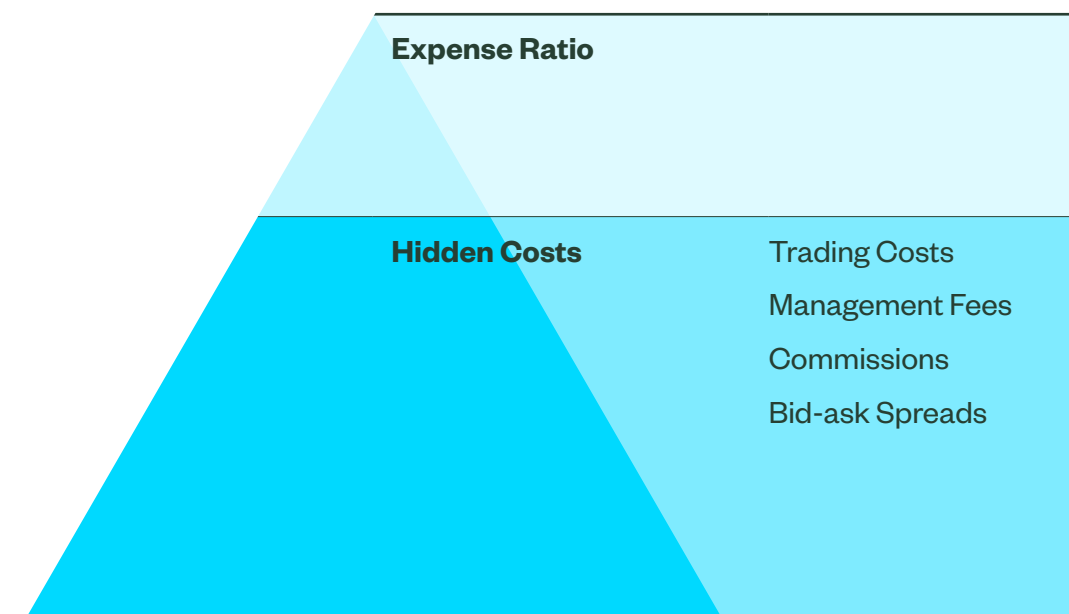 Expense Ratio
Hidden Costs
Trading Costs
Management Fees
Commissions
Bid-ask Spreads